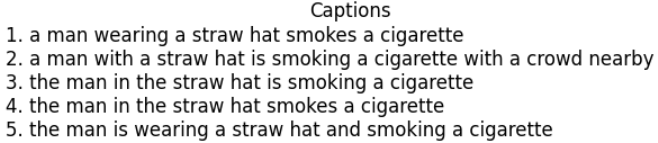 Captions
1. a man wearing a straw hat smokes a cigarette
2. a man with a straw hat is smoking a cigarette with a crowd nearby
3. the man in the straw hat is smoking a cigarette
4. the man in the straw hat smokes a cigarette
5. the man is wearing a straw hat and smoking a cigarette